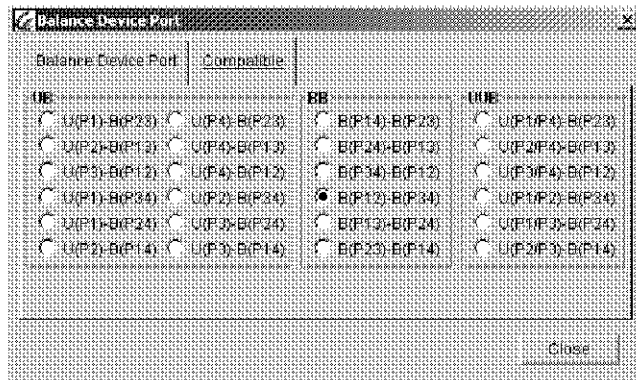 Balance Device Port
Balance Device Port Compatible
UB BB UUB
U(P1)-B(P23) U(P4)-B(P23) B(P14)-B(P23) U(P1/P4)-B(P23)
U(P2)-B(P13) U(P4)-B(P13) B(P24)-B(P13) U(P2/P4)-B(P13)
U(P3)-B(P12) U(P4)-B(P12) B(P34)-B(P12) U(P3/P4)-B(P12)
U(P1)-B(P34) U(P2)-B(P34) B(P12)-B(P34) U(P1/P2)-B(P34)
U(P1)-B(P24) U(P3)-B(P24) B(P13)-B(P24) U(P1/P3)-B(P24)
U(P2)-B(P14) U(P3)-B(P14) B(P23)-B(P14) U(P2/P3)-B(P14)
Close